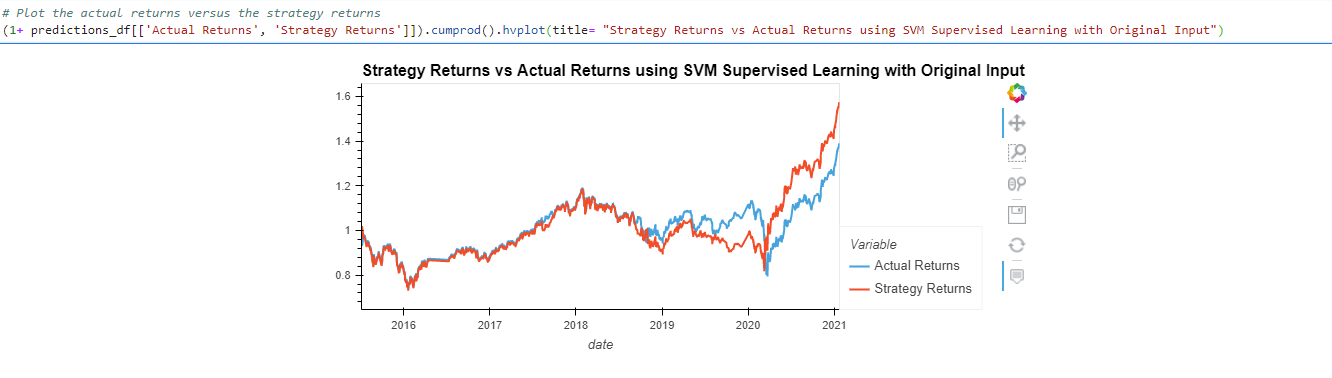 # Plot the actual returns versus the strategy returns
(1+ predictions_df[['Actual Returns', 'Strategy Returns']]).cumprod().hvplot(title= "Strategy Returns vs Actual Returns using SVM Supervised Learning with Original Input")
Strategy Returns vs Actual Returns using SVM Supervised Learning with Original Input
1.6
1.4
1.2
1
0.8
Variable
Actual Returns
Strategy Returns
2016 2017 2018 2019 2020 2021
date